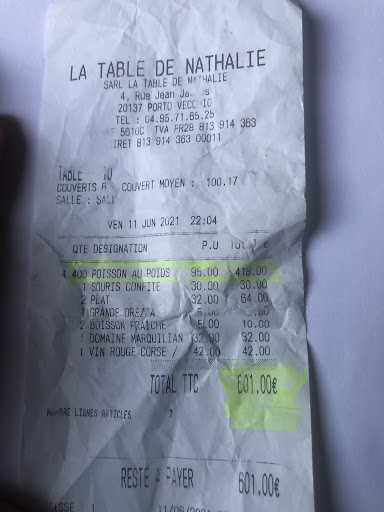 LA TABLE DE NATHALIE
SARL LA TABLE DE NATHALIE
4, Rue Jean
20137 PORTO VECCHIO
TEL : 04.95.71.65.25
5610C TVA FR28 813 914 363
SIRET 813 914 363 00011
TABLE
COUVERTS 6 COUVERT MOYEN : 100.17
SALLE :
VEN 11 JUN 2021 22:04
QTE DESIGNATION P.U
4.400 POISSON AU POIDS 95.00 418.00
1 SOURIS CONFITE 30.00 30.00
2 PLAT 32.00 64.00
1 GRANDE OREZZA
2 BOISSON FRAICHE 5.00 10.00
1 DOMAINE MARQUILIAN 32.00 32.00
1 VIN ROUGE CORSE / 42.00 42.00
TOTAL TTC 601.00€
NOMBRE LIGNES ARTICLES 7
RESTE A PAYER 601.00€